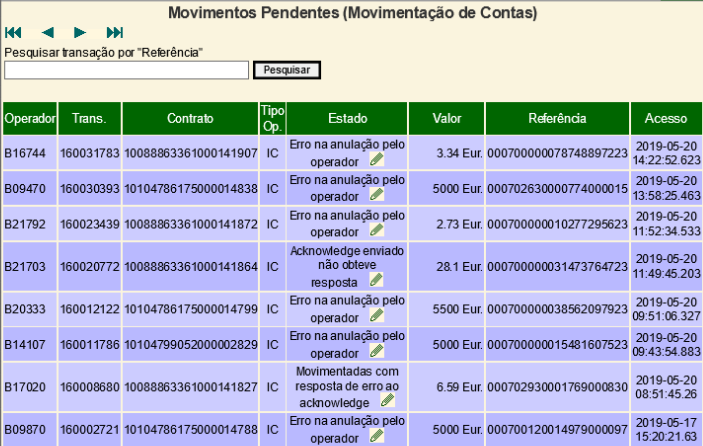 Movimentos Pendentes (Movimentação de Contas)
Pesquisar transação por "Referência"
Pesquisar
Operador Trans. Contrato Tipo Op. Estado Valor Referência Acesso
B16744 160031783 10088863361000141907 IC Erro na anulação pelo operador 3.34 Eur. 000700000078748897223 2019-05-20 14:22:52.623
B09470 160030393 10104786175000014838 IC Erro na anulação pelo operador 5000 Eur. 000702630000774000015 2019-05-20 13:58:25.463
B21792 160023439 10088863361000141872 IC Erro na anulação pelo operador 2.73 Eur. 000700000010277295623 2019-05-20 11:52:34.533
B21703 160020772 10088863361000141864 IC Acknowledge enviado não obteve resposta 28.1 Eur. 000700000031473764723 2019-05-20 11:49:45.203
B20333 160012122 10104786175000014799 IC Erro na anulação pelo operador 5500 Eur. 000700000038562097923 2019-05-20 09:51:06.327
B14107 160011786 10104799052000002829 IC Erro na anulação pelo operador 5000 Eur. 000700000015481607523 2019-05-20 09:43:54.883
B17020 160008680 10088863361000141827 IC Movimentadas com resposta de erro ao acknowledge 6.59 Eur. 000702930001769000830 2019-05-20 08:51:45.26
B09870 160002721 10104786175000014788 IC Erro na anulação pelo operador 5000 Eur. 000700120014979000097 2019-05-17 15:20:21.63